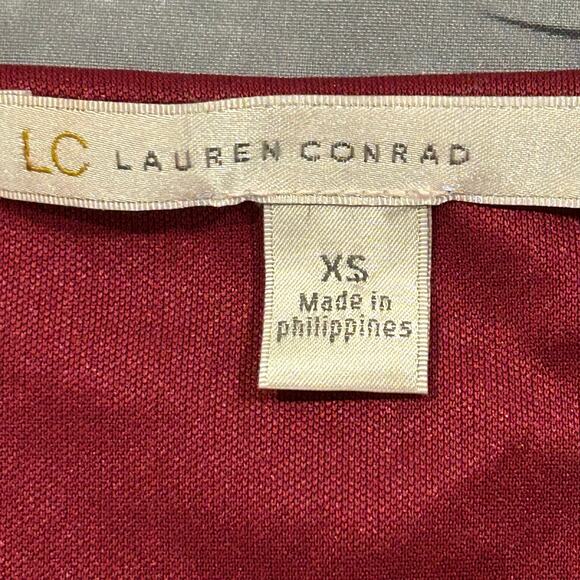 LC LAUREN CONRAD
XS
Made in
philippines